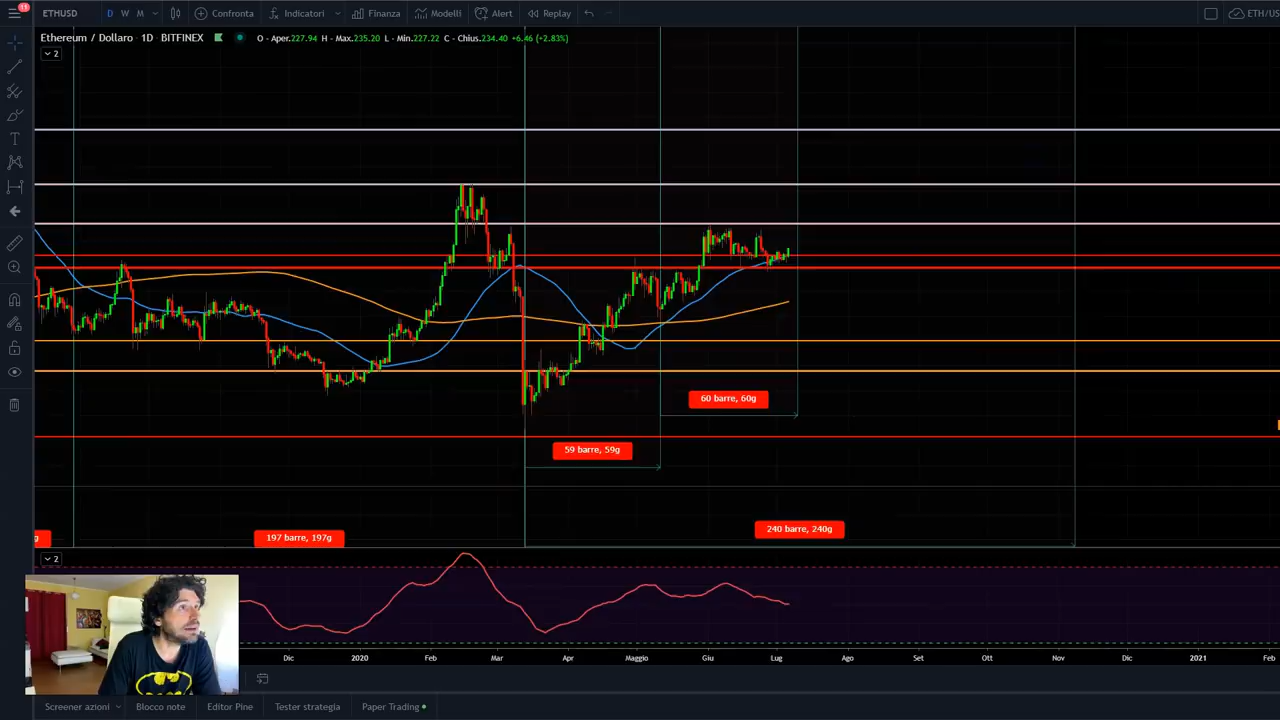 11
ETHUSD
D W M
Confronta
Indicatori
Finanza
Modelli
Alert
Replay
Ethereum / Dollaro · 1D · BITFINEX
O - Aper.227.94 H - Max.235.20 L - Min.227.22 C - Chius.234.40 +6.46 (+2.83%)
2
60 barre, 60g
59 barre, 59g
240 barre, 240g
g
197 barre, 197g
2
Dic 2020 Feb Mar Apr Maggio Giu Lug Ago Set Ott Nov Dic 2021 Feb
Screener azioni
Blocco note
Editor Pine
Tester strategia
Paper Trading